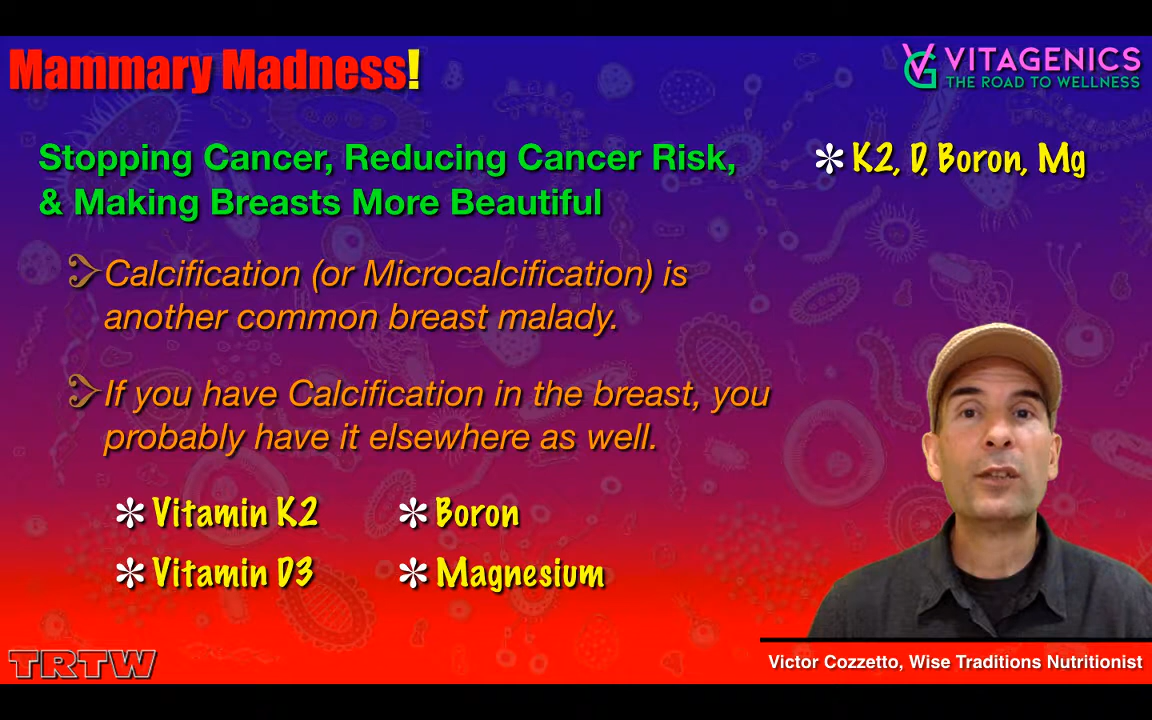 Mammary Madness!
VG VITAGENICS
THE ROAD TO WELLNESS
Stopping Cancer, Reducing Cancer Risk,
& Making Breasts More Beautiful
K2, D, Boron, Mg
Calcification (or Microcalcification) is
another common breast malady.
If you have Calcification in the breast, you
probably have it elsewhere as well.
Vitamin K2
Boron
Vitamin D3
Magnesium
TRTW
Victor Cozzetto, Wise Traditions Nutritionist